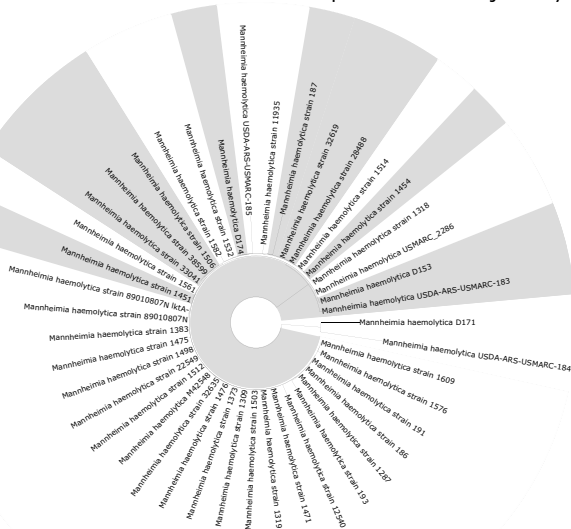 Mannheimia haemolytica USDA-ARS-USMARC-185
Mannheimia haemolytica strain 11935
Mannheimia haemolytica strain 187
Mannheimia haemolytica strain 32619
Mannheimia haemolytica strain 28488
Mannheimia haemolytica strain 1514
Mannheimia haemolytica strain 1454
Mannheimia haemolytica strain 1318
Mannheimia haemolytica USMARC_2286
Mannheimia haemolytica D153
Mannheimia haemolytica USDA-ARS-USMARC-183
Mannheimia haemolytica D171
Mannheimia haemolytica USDA-ARS-USMARC-184
Mannheimia haemolytica strain 1609
Mannheimia haemolytica strain 1576
Mannheimia haemolytica strain 191
Mannheimia haemolytica strain 186
Mannheimia haemolytica strain 1287
Mannheimia haemolytica strain 193
Mannheimia haemolytica strain 12540
Mannheimia haemolytica strain 1471
Mannheimia haemolytica strain 1319
Mannheimia haemolytica strain 1503
Mannheimia haemolytica strain 1309
Mannheimia haemolytica strain 1373
Mannheimia haemolytica strain 1476
Mannheimia haemolytica strain 32635
Mannheimia haemolytica M42548
Mannheimia haemolytica strain 1512
Mannheimia haemolytica strain 22549
Mannheimia haemolytica strain 1498
Mannheimia haemolytica strain 1475
Mannheimia haemolytica strain 1383
Mannheimia haemolytica strain 89010807N
Mannheimia haemolytica strain 89010807N lktA-
Mannheimia haemolytica strain 1451
Mannheimia haemolytica strain 1561
Mannheimia haemolytica strain 33041
Mannheimia haemolytica strain 38599
Mannheimia haemolytica strain 1506
Mannheimia haemolytica strain 1582
Mannheimia haemolytica strain 1532
Mannheimia haemolytica D174